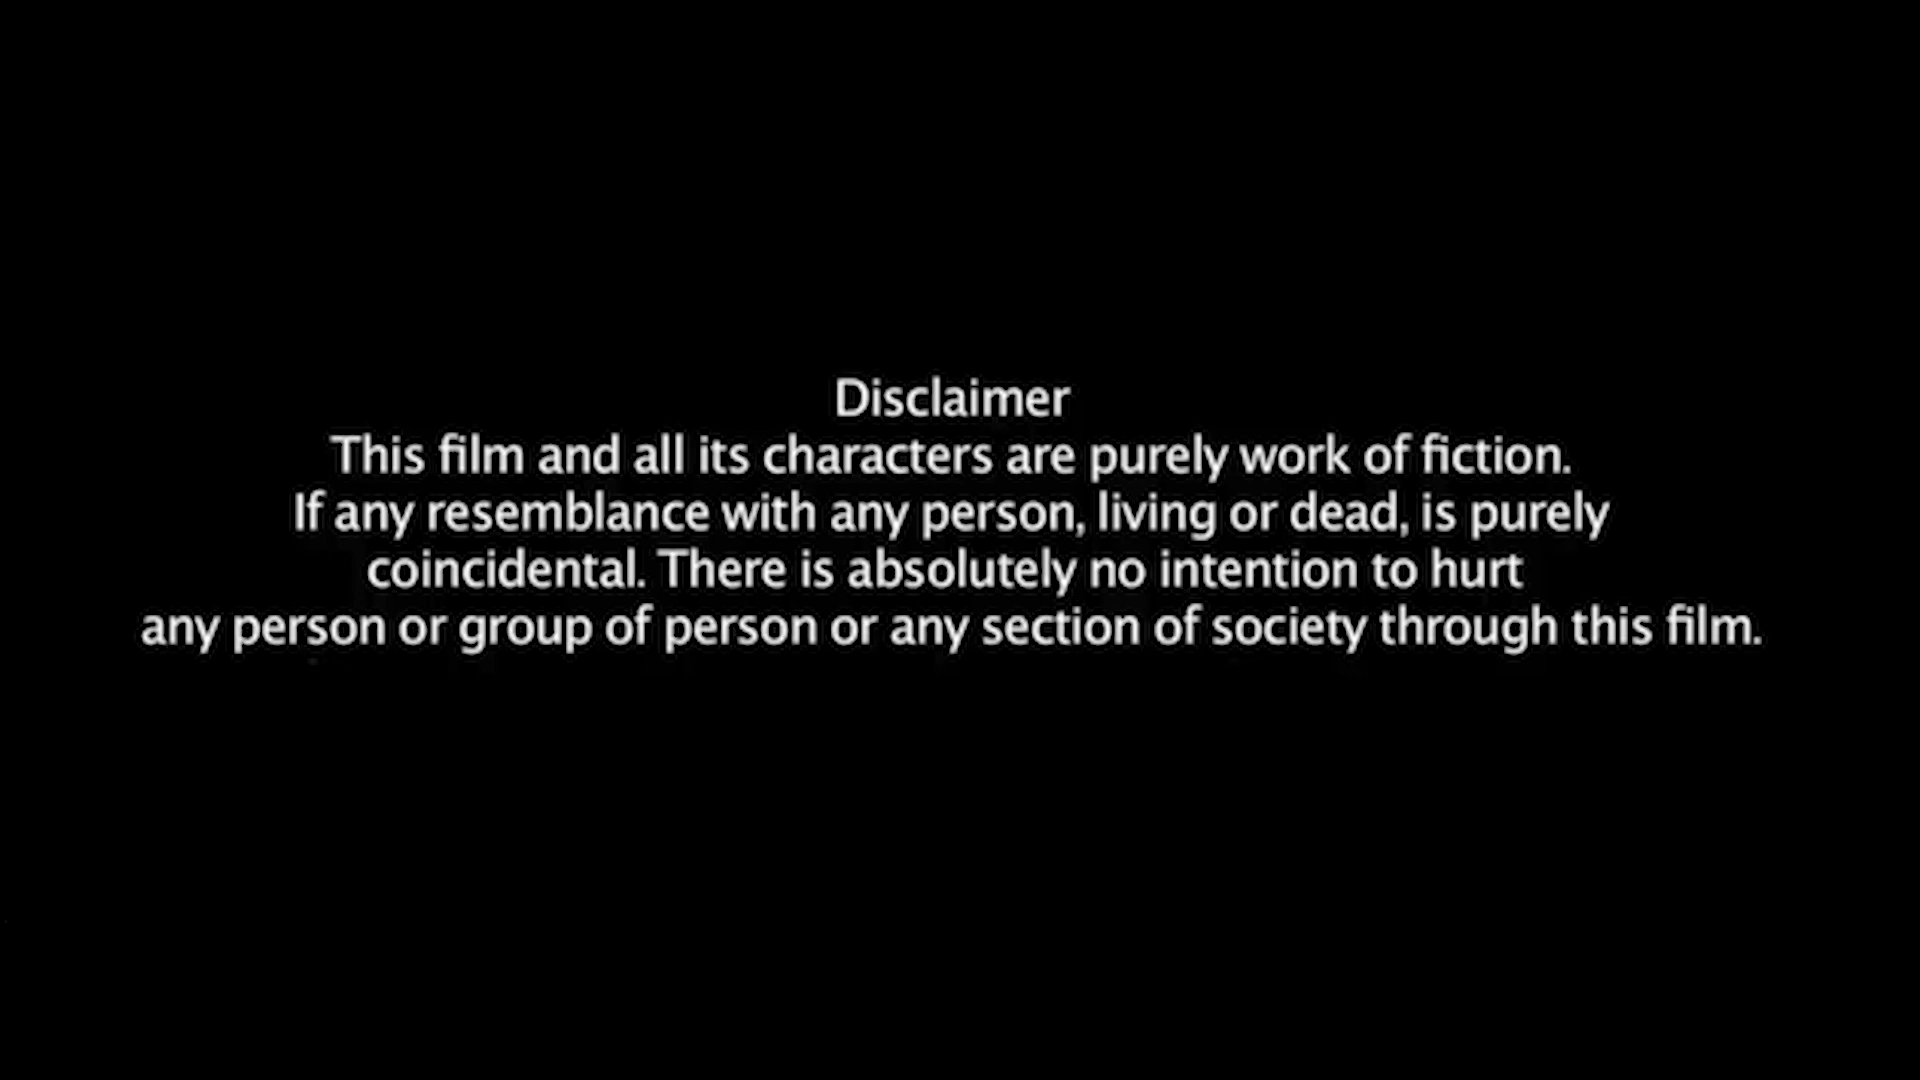 Disclaimer
This film and all its characters are purely work of fiction.
If any resemblance with any person, living or dead, is purely
coincidental. There is absolutely no intention to hurt
any person or group of person or any section of society through this film.